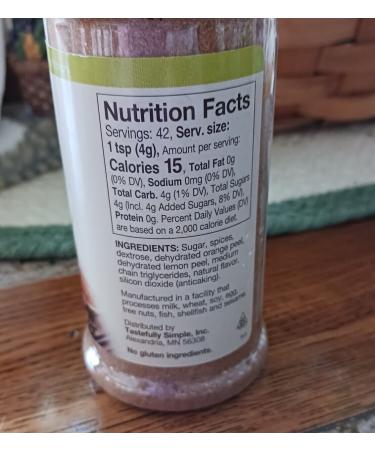 Nutrition Facts
Servings: 42, Serv. size:
1 tsp (4g), Amount per serving:
Calories 15, Total Fat 0g
(0% DV), Sodium 0mg (0% DV),
Total Carb. 4g (1% DV), Total Sugars
4g (Incl. 4g Added Sugars, 8% DV),
Protein 0g. Percent Daily Values (DV)
are based on a 2,000 calorie diet.
INGREDIENTS: Sugar, spices,
dextrose, dehydrated orange peel,
dehydrated lemon peel, medium
chain triglycerides, natural flavor,
silicon dioxide (anticaking).
Manufactured in a facility that
processes milk, wheat, soy, egg,
tree nuts, fish, shellfish and sesame.
Distributed by
Tastefully Simple, Inc.
Alexandria, MN 56308
No gluten ingredients.